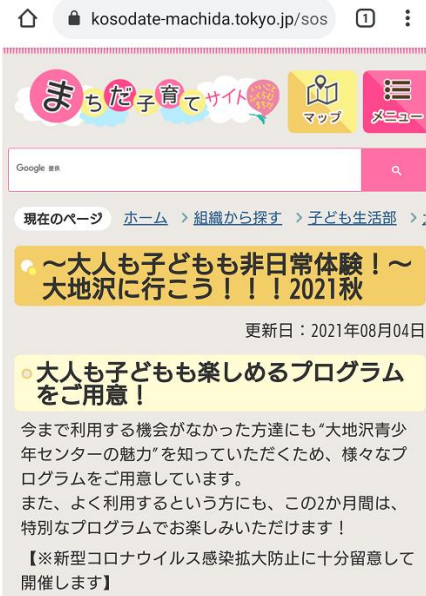 kosodate-machida.tokyo.jp/sos
1
まちだ子育てサイト
マップ
メニュー
Google 提供
現在のページ ホーム > 組織から探す > 子ども生活部 >
～大人も子どもも非日常体験！～
大地沢に行こう！！！2021秋
更新日：2021年08月04日
大人も子どもも楽しめるプログラム
をご用意！
今まで利用する機会がなかった方達にも“大地沢青少
年センターの魅力”を知っていただくため、様々なプ
ログラムをご用意しています。
また、よく利用するという方にも、この2か月間は、
特別なプログラムでお楽しみいただけます！
【※新型コロナウイルス感染拡大防止に十分留意して
開催します】